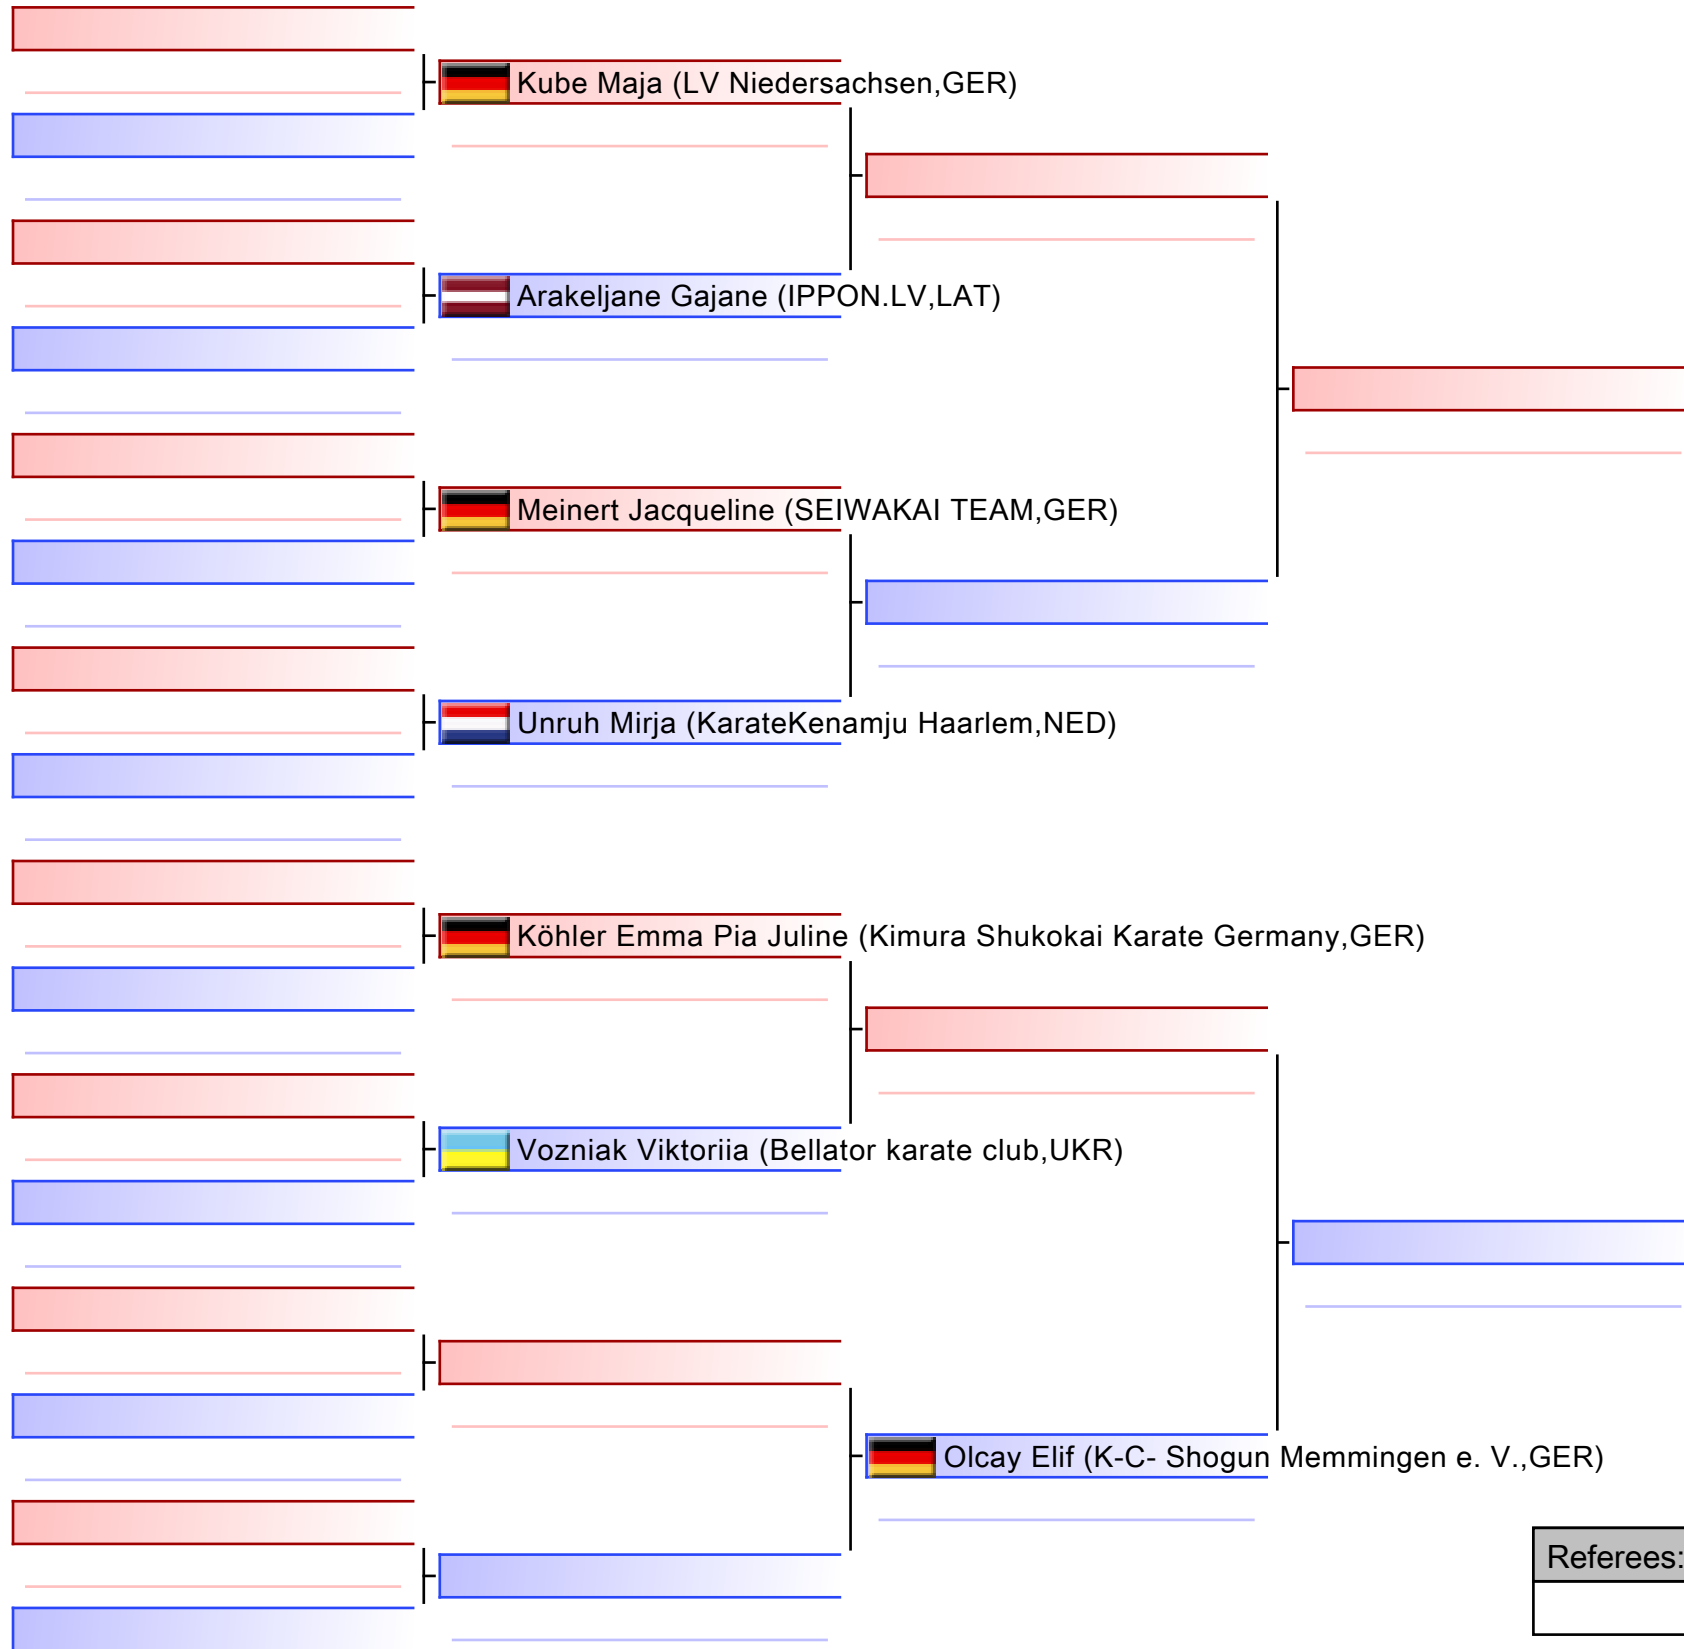 Kube Maja (LV Niedersachsen,GER)
Arakeljane Gajane (IPPON.LV,LAT)
Meinert Jacqueline (SEIWAKAI TEAM,GER)
Unruh Mirja (KarateKenamju Haarlem,NED)
Köhler Emma Pia Juline (Kimura Shukokai Karate Germany,GER)
Vozniak Viktoriia (Bellator karate club,UKR)
Olcay Elif (K-C- Shogun Memmingen e. V.,GER)
Referees: